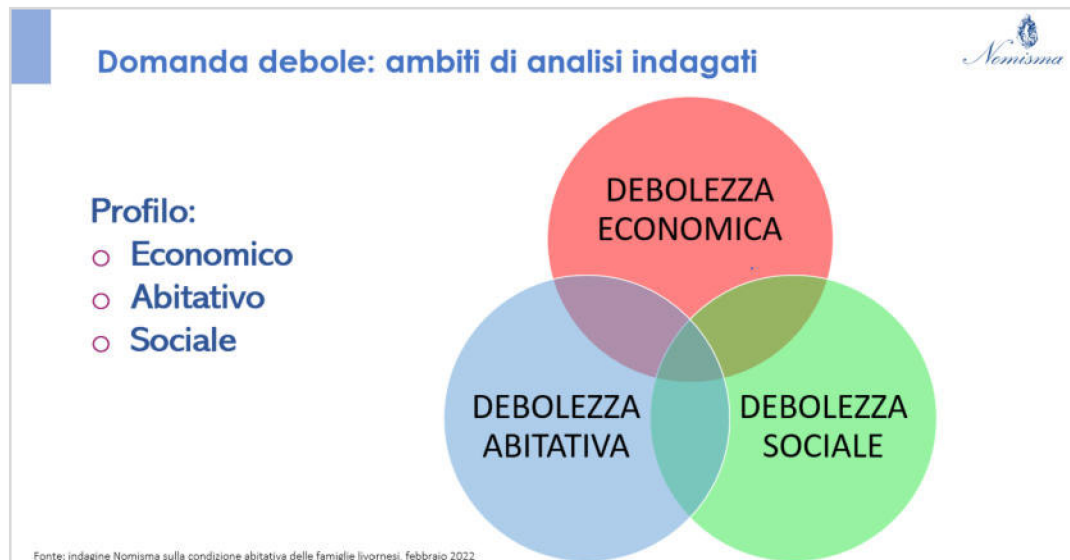 Domanda debole: ambiti di analisi indagati
Nomisma
Profilo:
Economico
Abitativo
Sociale
DEBOLEZZA
ECONOMICA
DEBOLEZZA
ABITATIVA
DEBOLEZZA
SOCIALE
Fonte: indagine Nomisma sulla condizione abitativa delle famiglie livornesi, febbraio 2022